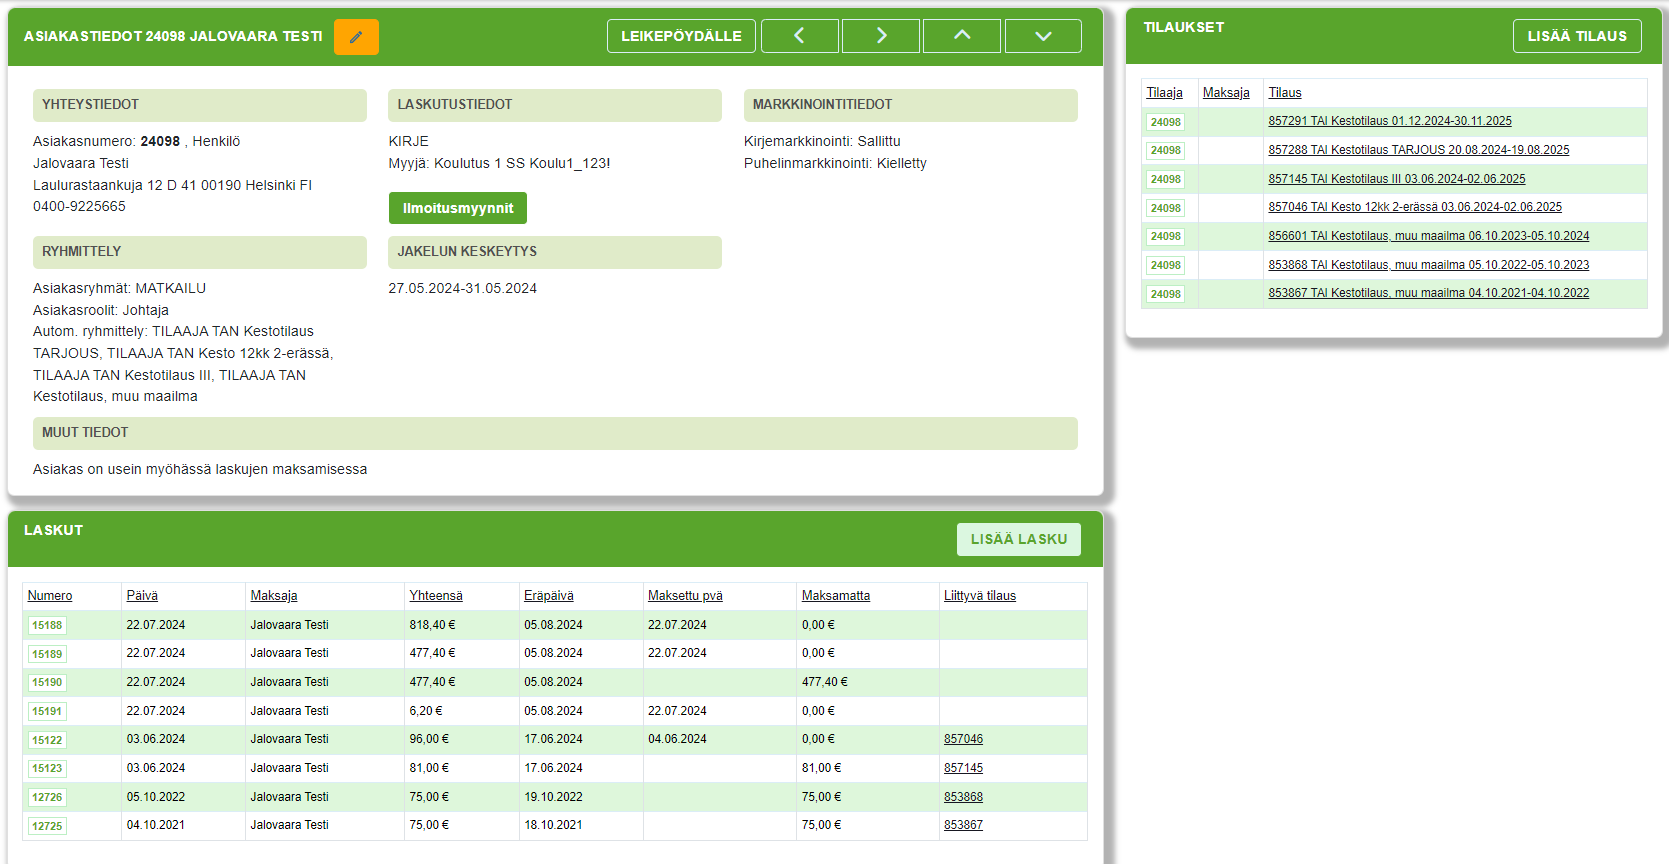 ASIAKASTIEDOT 24098 JALOVAARA TESTI
LEIKEPÖYDÄLLE
YHTEYSTIEDOT
Asiakasnumero: 24098 , Henkilö
Jalovaara Testi
Laulurastaankuja 12 D 41 00190 Helsinki FI
0400-9225665
LASKUTUSTIEDOT
KIRJE
Myyjä: Koulutus 1 SS Koulu1_123!
Ilmoitusmyynnit
MARKKINOINTITIEDOT
Kirjemarkkinointi: Sallittu
Puhelinmarkkinointi: Kielletty
RYHMITTELY
Asiakasryhmät: MATKAILU
Asiakasroolit: Johtaja
Autom. ryhmittely: TILAAJA TAN Kestotilaus
TARJOUS, TILAAJA TAN Kesto 12kk 2-erässä,
TILAAJA TAN Kestotilaus III, TILAAJA TAN
Kestotilaus, muu maailma
JAKELUN KESKEYTYS
27.05.2024-31.05.2024
MUUT TIEDOT
Asiakas on usein myöhässä laskujen maksamisessa
TILAUKSET
LISÄÄ TILAUS
Tilaaja Maksaja Tilaus
24098 857291 TAI Kestotilaus 01.12.2024-30.11.2025
24098 857288 TAI Kestotilaus TARJOUS 20.08.2024-19.08.2025
24098 857145 TAI Kestotilaus III 03.06.2024-02.06.2025
24098 857046 TAI Kesto 12kk 2-erässä 03.06.2024-02.06.2025
24098 856601 TAI Kestotilaus, muu maailma 06.10.2023-05.10.2024
24098 853868 TAI Kestotilaus, muu maailma 05.10.2022-05.10.2023
24098 853867 TAI Kestotilaus, muu maailma 04.10.2021-04.10.2022
LASKUT
LISÄÄ LASKU
Numero Päivä Maksaja Yhteensä Eräpäivä Maksettu pvä Maksamatta Liittyvä tilaus
15188 22.07.2024 Jalovaara Testi 818,40 € 05.08.2024 22.07.2024 0,00 €
15189 22.07.2024 Jalovaara Testi 477,40 € 05.08.2024 22.07.2024 0,00 €
15190 22.07.2024 Jalovaara Testi 477,40 € 05.08.2024 477,40 €
15191 22.07.2024 Jalovaara Testi 6,20 € 05.08.2024 22.07.2024 0,00 €
15122 03.06.2024 Jalovaara Testi 96,00 € 17.06.2024 04.06.2024 0,00 € 857046
15123 03.06.2024 Jalovaara Testi 81,00 € 17.06.2024 81,00 € 857145
12726 05.10.2022 Jalovaara Testi 75,00 € 19.10.2022 75,00 € 853868
12725 04.10.2021 Jalovaara Testi 75,00 € 18.10.2021 75,00 € 853867